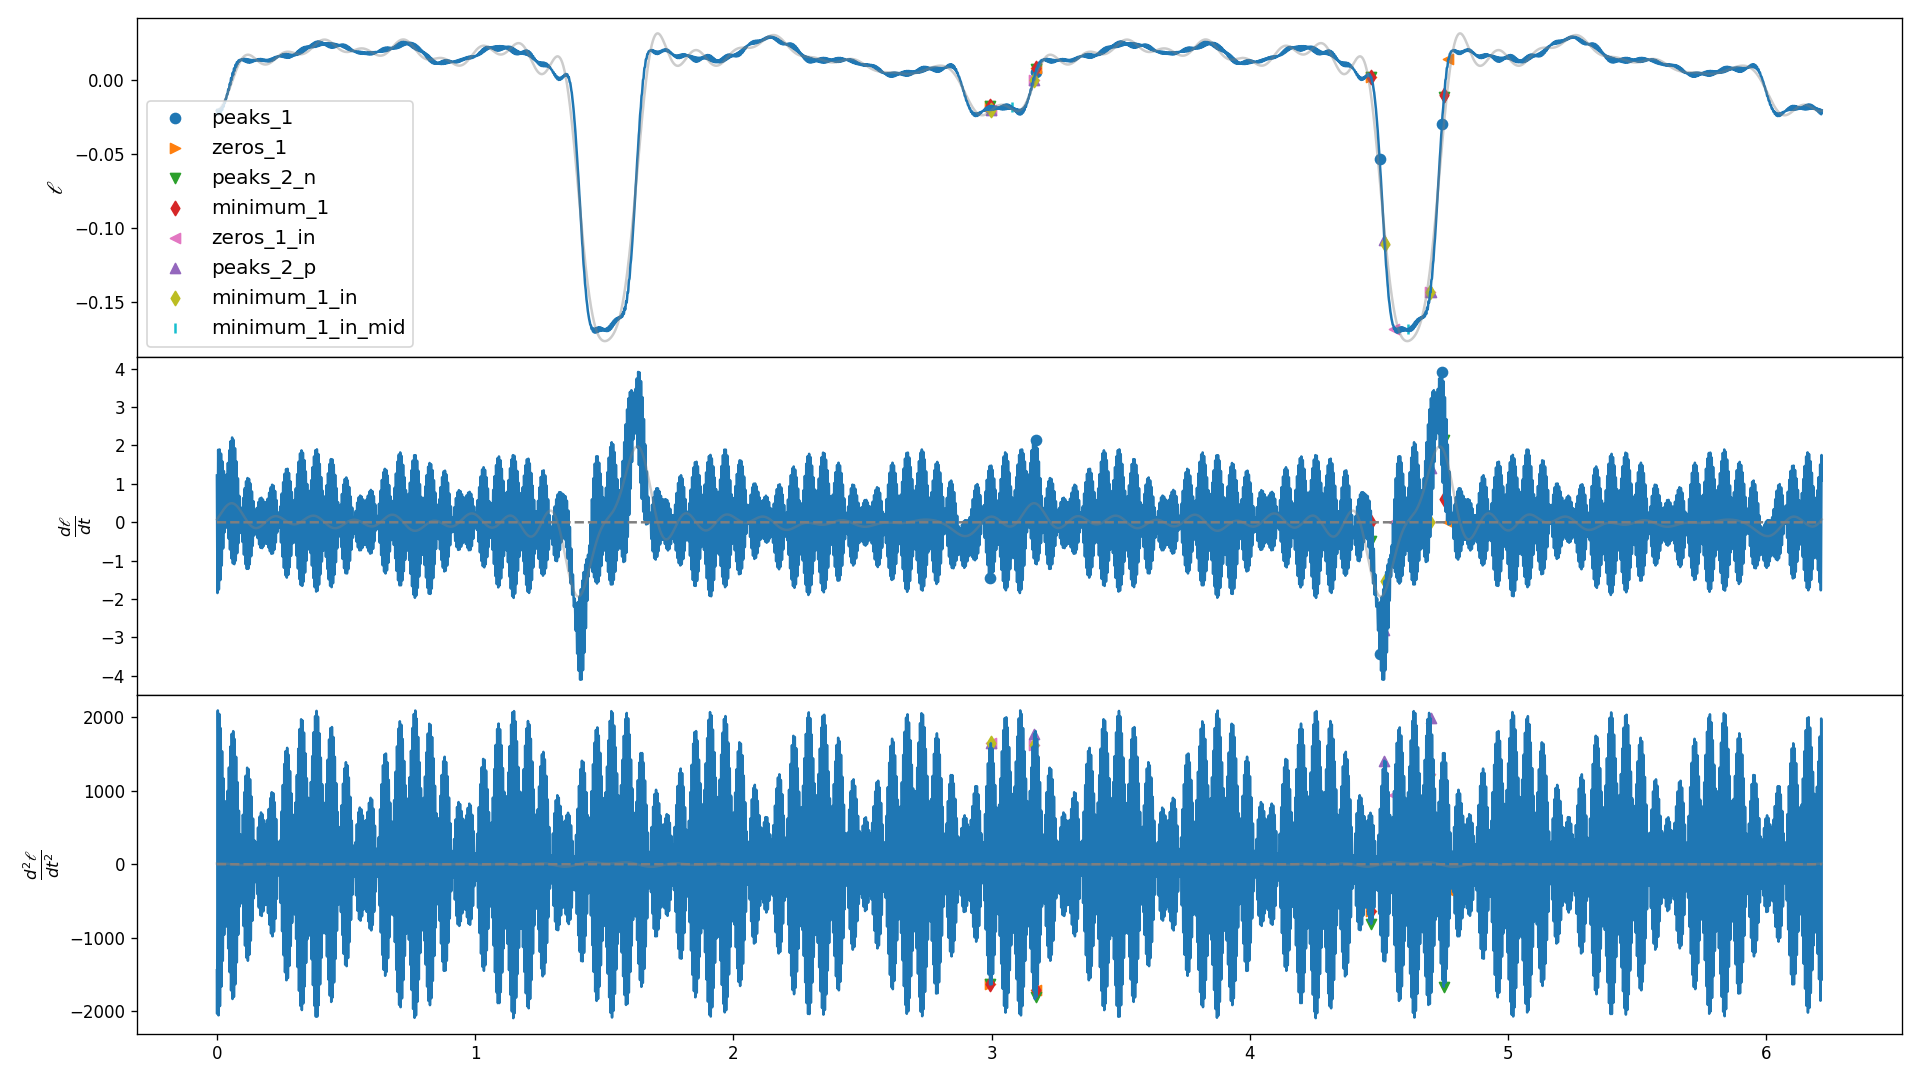 0.00
−0.05
−0.10
−0.15
ℓ
peaks_1
zeros_1
peaks_2_n
minimum_1
zeros_1_in
peaks_2_p
minimum_1_in
minimum_1_in_mid
4
3
2
1
0
−1
−2
−3
−4
dℓ
dt
2000
1000
0
−1000
−2000
d²ℓ
dt²
0 1 2 3 4 5 6